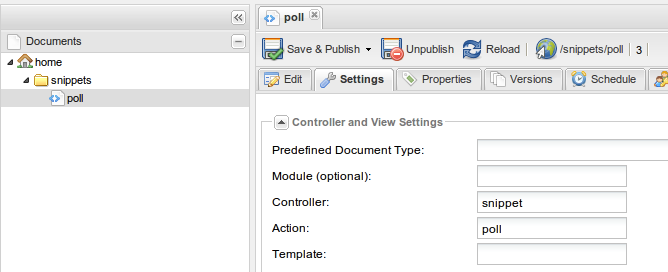 poll
Documents
home
snippets
poll
Save & Publish Unpublish Reload /snippets/poll 3
Edit Settings Properties Versions Schedule
Controller and View Settings
Predefined Document Type:
Module (optional):
Controller: snippet
Action: poll
Template: